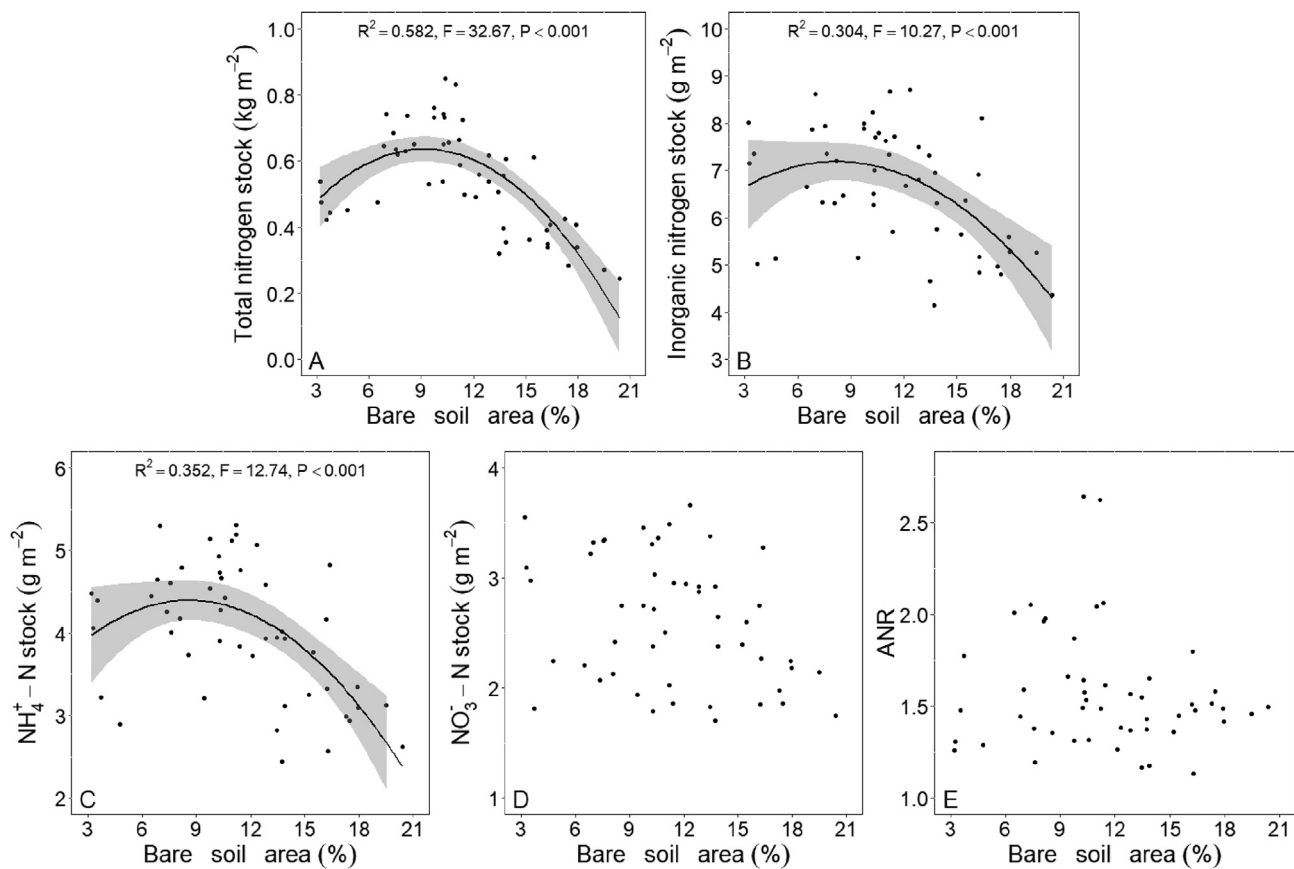 R² = 0.582, F = 32.67, P < 0.001
Total nitrogen stock (kg m⁻²)
1.0
0.8
0.6
0.4
0.2
0.0
A
3 6 9 12 15 18 21
Bare soil area (%)
R² = 0.304, F = 10.27, P < 0.001
Inorganic nitrogen stock (g m⁻²)
10
9
8
7
6
5
4
3
B
3 6 9 12 15 18 21
Bare soil area (%)
R² = 0.352, F = 12.74, P < 0.001
NH₄⁺ – N stock (g m⁻²)
6
5
4
3
2
C
3 6 9 12 15 18 21
Bare soil area (%)
NO₃⁻ – N stock (g m⁻²)
4
3
2
1
D
3 6 9 12 15 18 21
Bare soil area (%)
ANR
2.5
2.0
1.5
1.0
E
3 6 9 12 15 18 21
Bare soil area (%)